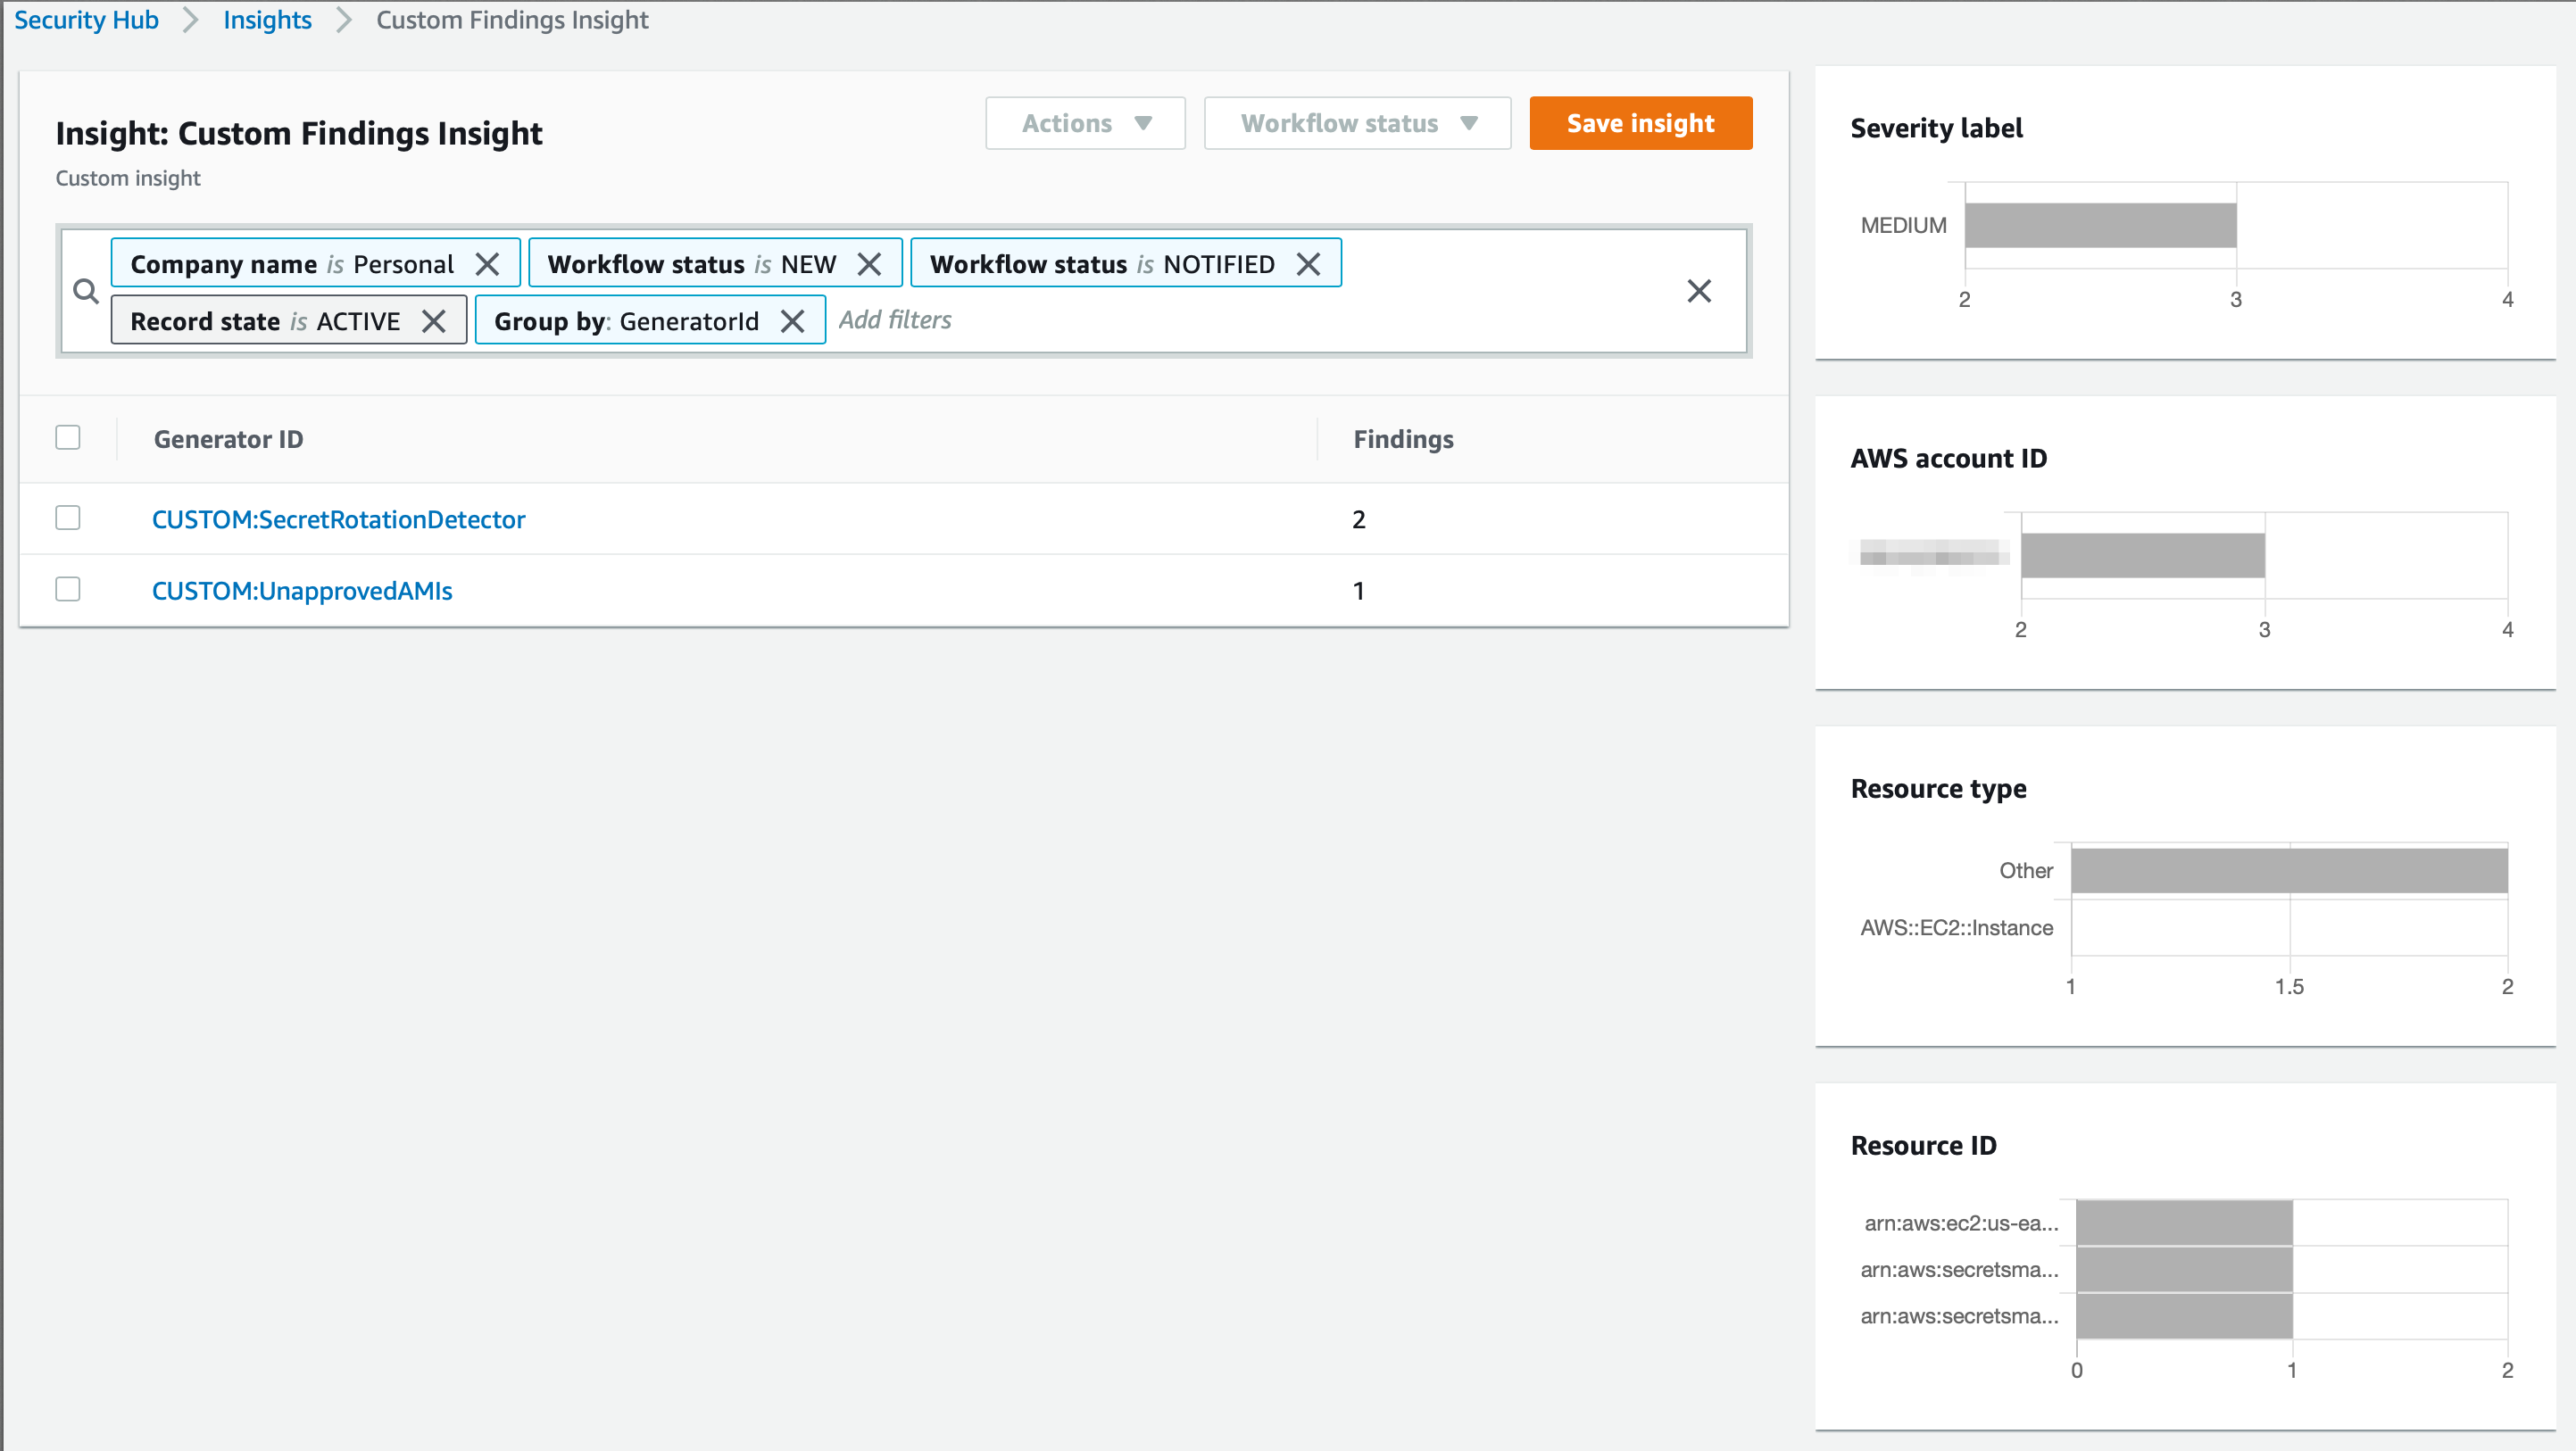 Security Hub Insights Custom Findings Insight
Insight: Custom Findings Insight
Actions Workflow status Save insight
Custom insight
Company name is Personal Workflow status is NEW Workflow status is NOTIFIED
Record state is ACTIVE Group by: GeneratorId Add filters
Generator ID Findings
CUSTOM:SecretRotationDetector 2
CUSTOM:UnapprovedAMIs 1
Severity label
MEDIUM
2 3 4
AWS account ID
2 3 4
Resource type
Other
AWS::EC2::Instance
1 1.5 2
Resource ID
arn:aws:ec2:us-ea...
arn:aws:secretsma...
arn:aws:secretsma...
0 1 2